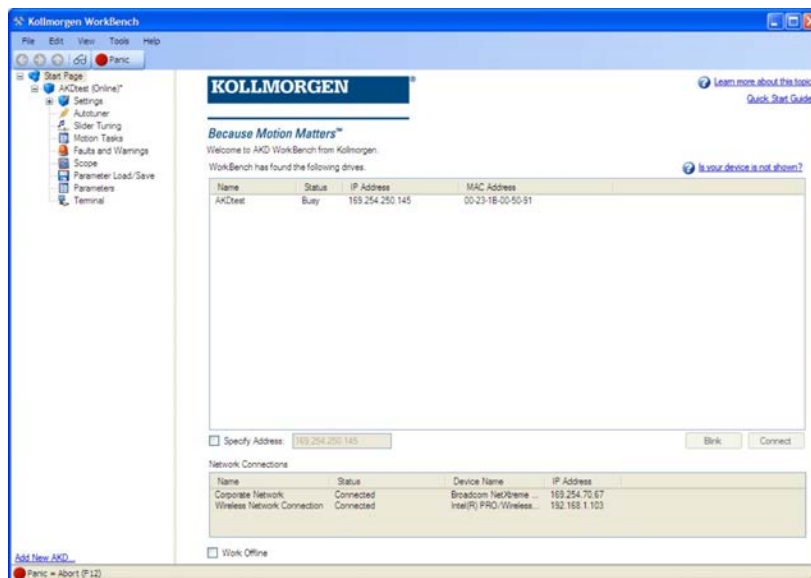 Kollmorgen WorkBench
File Edit View Tools Help
Panic
Start Page
AKDtest (Online)*
Settings
Autotuner
Slider Tuning
Motion Tasks
Faults and Warnings
Scope
Parameter Load/Save
Parameters
Terminal
Add New AKD...
KOLLMORGEN®
Because Motion Matters™
Learn more about this topic
Quick Start Guide
Welcome to AKD WorkBench from Kollmorgen.
WorkBench has found the following drives.
Is your device is not shown?
Name Status IP Address MAC Address
AKDtest Busy 169.254.250.145 00-23-1B-00-50-91
Specify Address: 169.254.250.145 Blink Connect
Network Connections
Name Status Device Name IP Address
Corporate Network Connected Broadcom NetXtreme ... 169.254.70.67
Wireless Network Connection Connected Intel(R) PRO/Wireless... 192.168.1.103
Work Offline
Panic = Abort (F12)